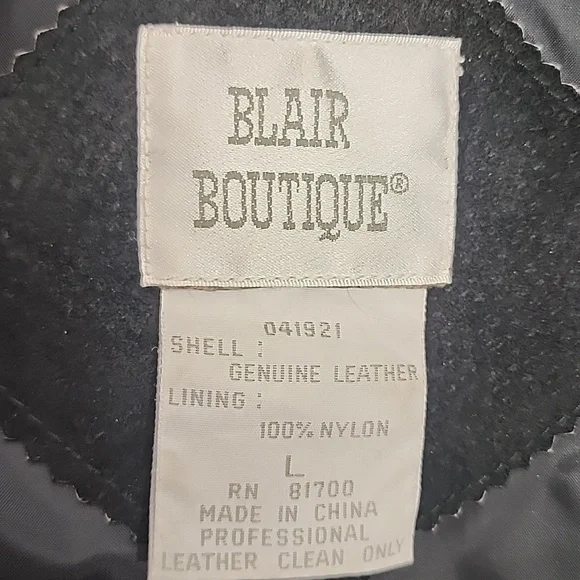 BLAIR
BOUTIQUE®
041921
SHELL :
GENUINE LEATHER
LINING :
100% NYLON
L
RN 81700
MADE IN CHINA
PROFESSIONAL
LEATHER CLEAN ONLY